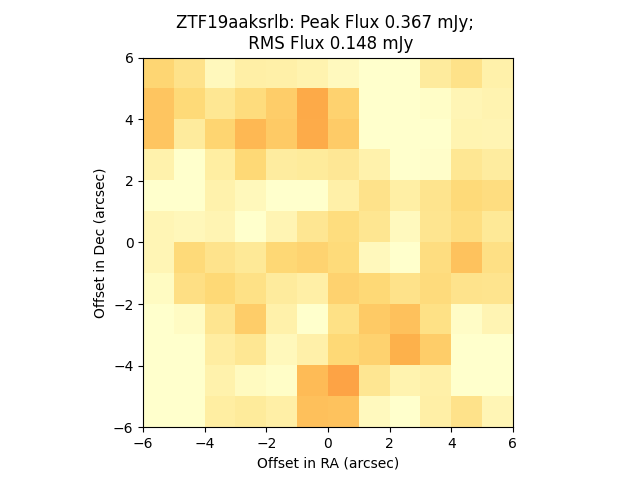 ZTF19aaksrlb: Peak Flux 0.367 mJy;
RMS Flux 0.148 mJy
6
4
2
0
−2
−4
−6
Offset in Dec (arcsec)
−6 −4 −2 0 2 4 6
Offset in RA (arcsec)